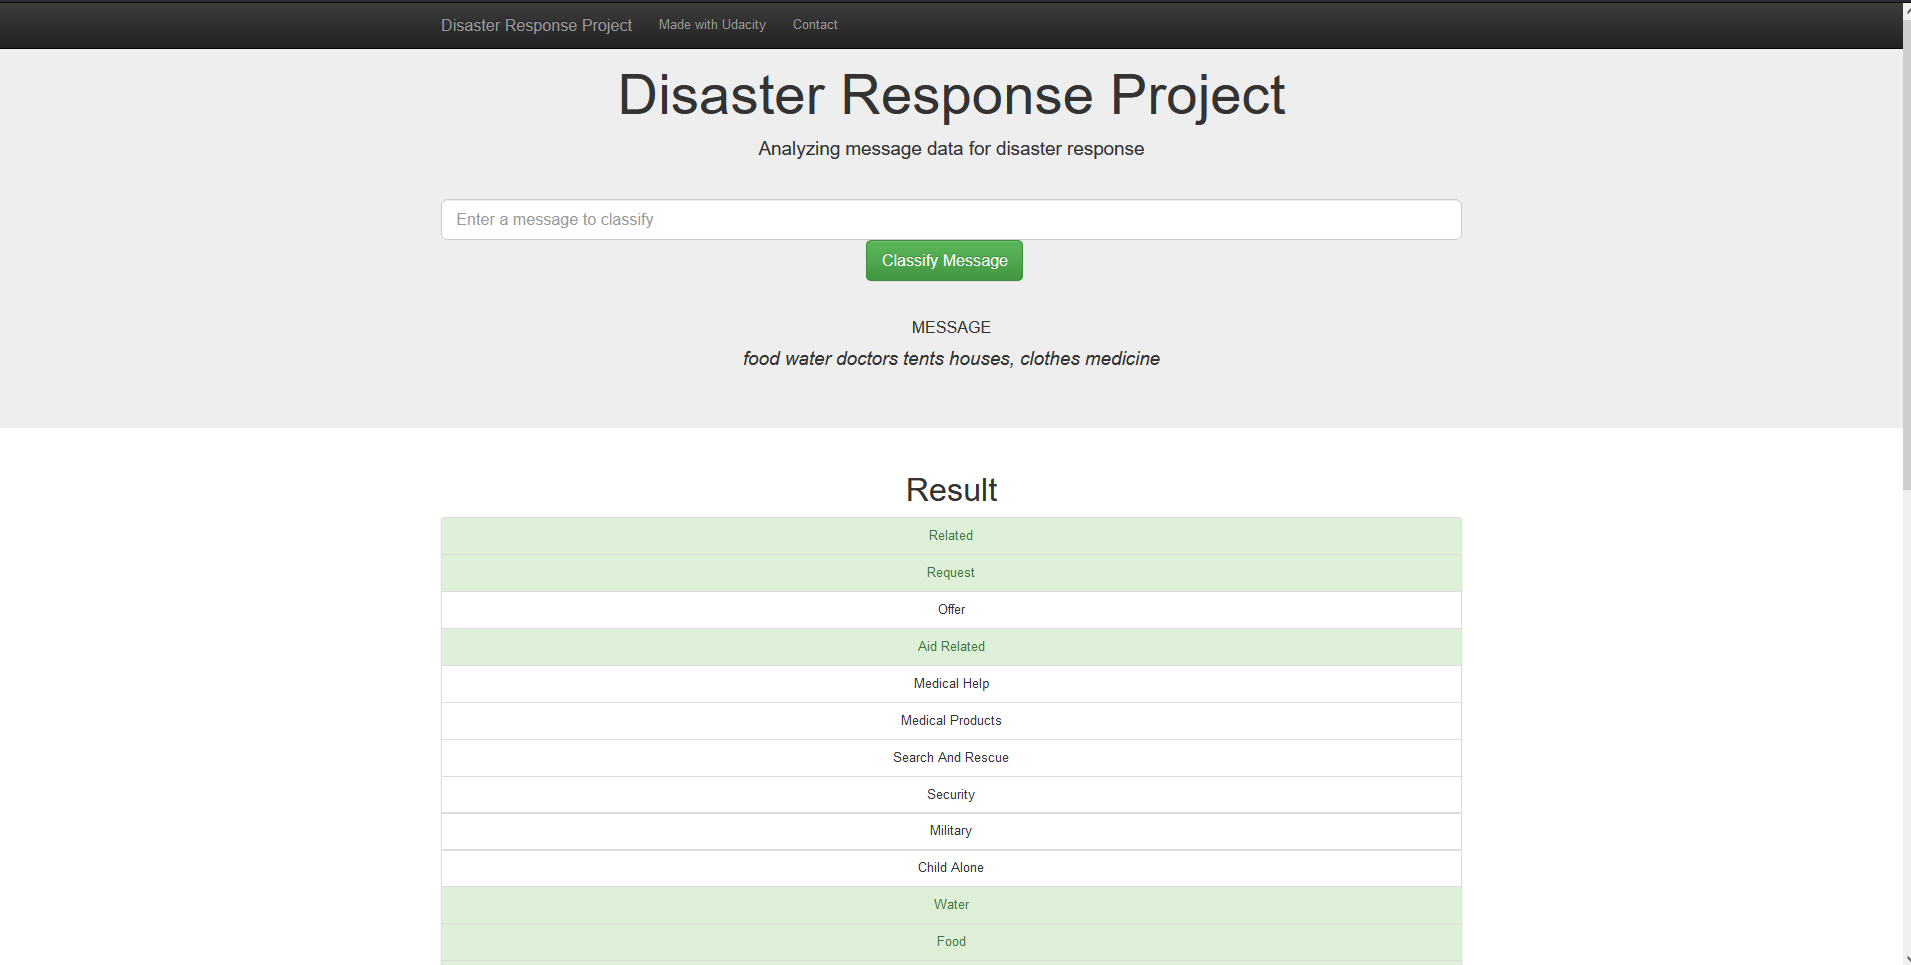 Disaster Response Project Made with Udacity Contact
Disaster Response Project
Analyzing message data for disaster response
Enter a message to classify
Classify Message
MESSAGE
food water doctors tents houses, clothes medicine
Result
Related
Request
Offer
Aid Related
Medical Help
Medical Products
Search And Rescue
Security
Military
Child Alone
Water
Food